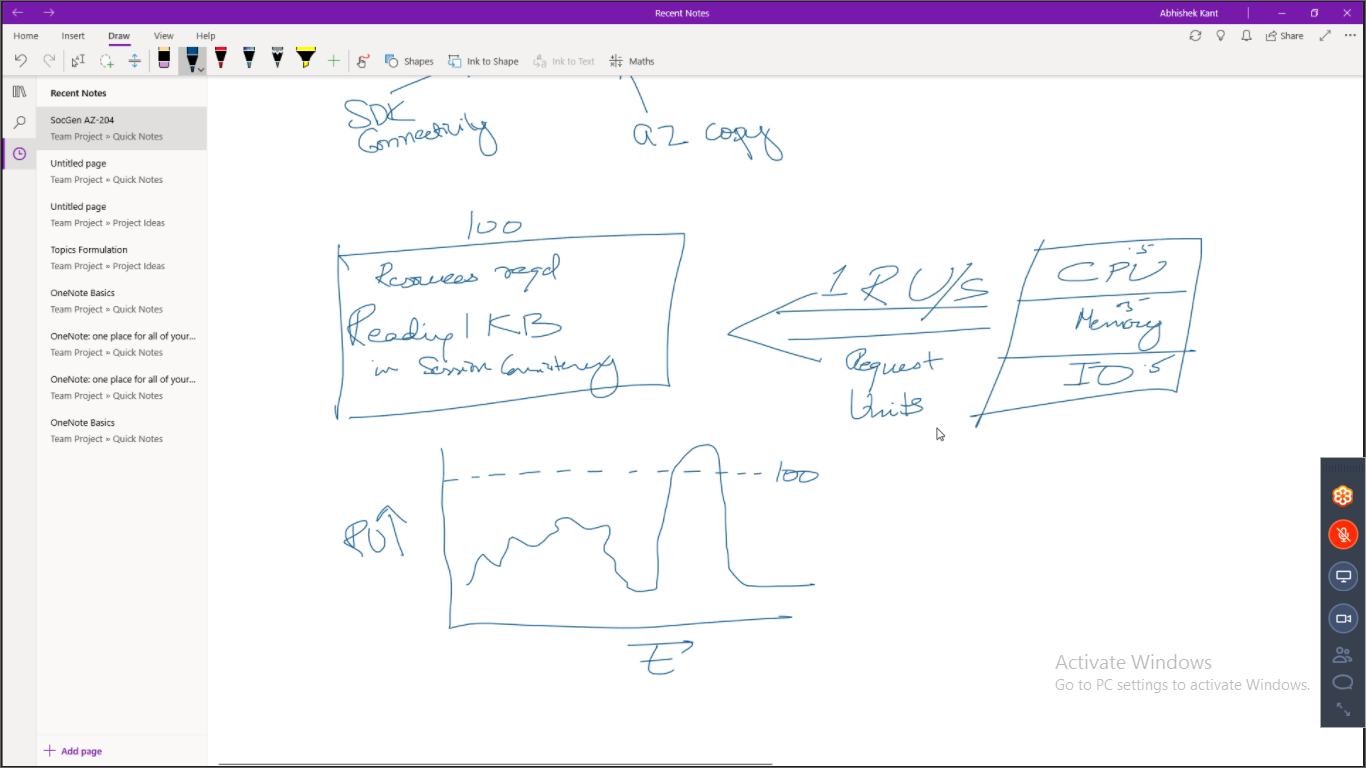 Recent Notes
Abhishek Kant
Home Insert Draw View Help
Share
Shapes
Ink to Shape
Ink to Text
Maths
Recent Notes
SocGen AZ-204
Team Project » Quick Notes
Untitled page
Team Project » Quick Notes
Untitled page
Team Project » Project Ideas
Topics Formulation
Team Project » Project Ideas
OneNote Basics
Team Project » Quick Notes
OneNote: one place for all of your...
Team Project » Quick Notes
OneNote: one place for all of your...
Team Project » Quick Notes
OneNote Basics
Team Project » Quick Notes
Add page
SDK
Connectivity
az copy
100
Resources reqd
Reading 1 KB
in Session Consistency
1 RU/s
Request
Units
.5
CPU
.5
Memory
IO .5
100
RU
t
Activate Windows
Go to PC settings to activate Windows.